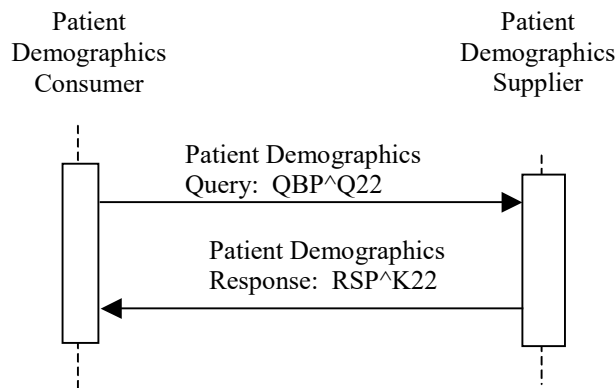 Patient
Demographics
Consumer
Patient
Demographics
Supplier
Patient Demographics
Query: QBP^Q22
Patient Demographics
Response: RSP^K22